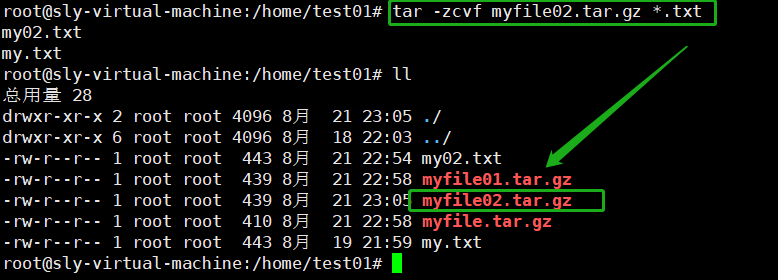 root@sly-virtual-machine:/home/test01# tar -zcvf myfile02.tar.gz *.txt
my02.txt
my.txt
root@sly-virtual-machine:/home/test01# ll
总用量 28
drwxr-xr-x 2 root root 4096 8月  21 23:05 ./
drwxr-xr-x 6 root root 4096 8月  18 22:03 ../
-rw-r--r-- 1 root root  443 8月  21 22:54 my02.txt
-rw-r--r-- 1 root root  439 8月  21 22:58 myfile01.tar.gz
-rw-r--r-- 1 root root  439 8月  21 23:05 myfile02.tar.gz
-rw-r--r-- 1 root root  410 8月  21 22:58 myfile.tar.gz
-rw-r--r-- 1 root root  443 8月  19 21:59 my.txt
root@sly-virtual-machine:/home/test01#